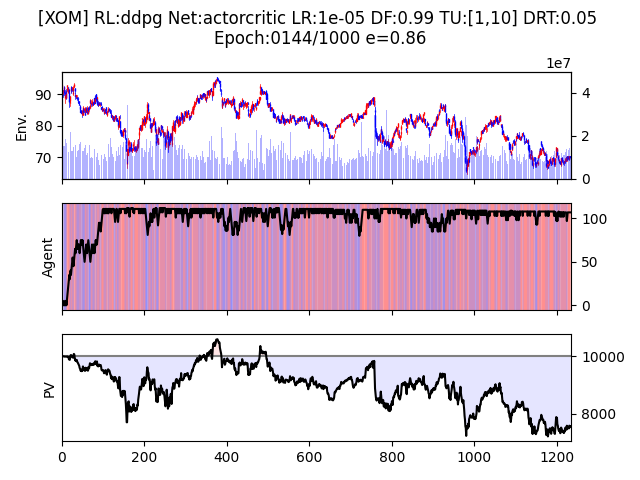 [XOM] RL:ddpg Net:actorcritic LR:1e-05 DF:0.99 TU:[1,10] DRT:0.05
Epoch:0144/1000 e=0.86
1e7
Env.
90
80
70
4
2
0
Agent
100
50
0
PV
10000
8000
0 200 400 600 800 1000 1200